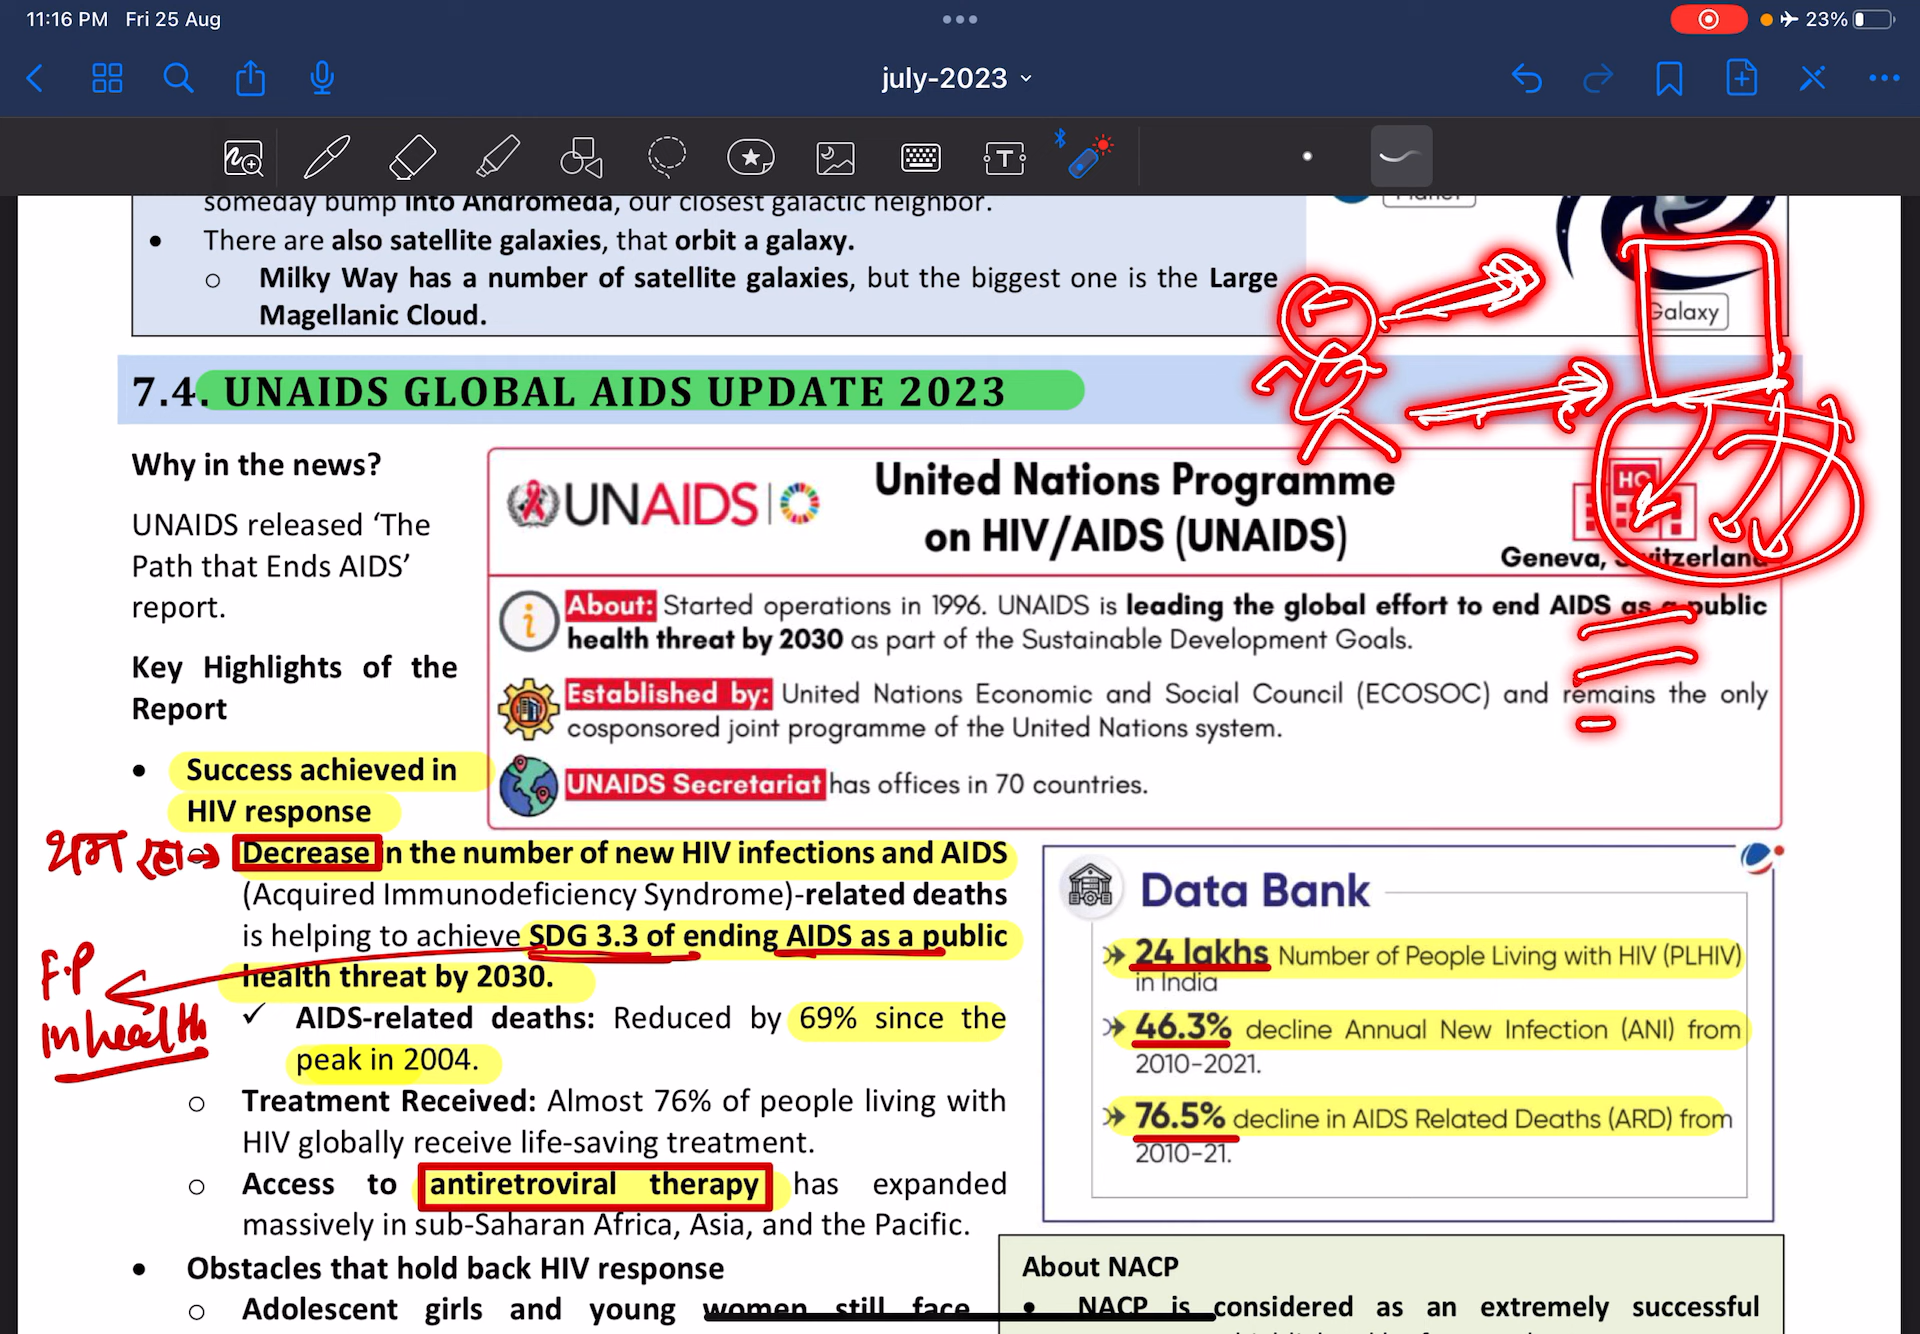 11:16 PM Fri 25 Aug
23%
july-2023
someday bump into Andromeda, our closest galactic neighbor.
• There are also satellite galaxies, that orbit a galaxy.
o Milky Way has a number of satellite galaxies, but the biggest one is the Large
Magellanic Cloud.
Planet
Galaxy
7.4. UNAIDS GLOBAL AIDS UPDATE 2023
Why in the news?
UNAIDS released ‘The
Path that Ends AIDS’
report.
Key Highlights of the
Report
• Success achieved in
HIV response
UNAIDS
United Nations Programme
on HIV/AIDS (UNAIDS)
HQ
Geneva, Switzerland
About: Started operations in 1996. UNAIDS is leading the global effort to end AIDS as a public
health threat by 2030 as part of the Sustainable Development Goals.
Established by: United Nations Economic and Social Council (ECOSOC) and remains the only
cosponsored joint programme of the United Nations system.
UNAIDS Secretariat has offices in 70 countries.
थम रहा →
o Decrease in the number of new HIV infections and AIDS
(Acquired Immunodeficiency Syndrome)-related deaths
is helping to achieve SDG 3.3 of ending AIDS as a public
health threat by 2030.
F.P
in health
✓ AIDS-related deaths: Reduced by 69% since the
peak in 2004.
o Treatment Received: Almost 76% of people living with
HIV globally receive life-saving treatment.
o Access to antiretroviral therapy has expanded
massively in sub-Saharan Africa, Asia, and the Pacific.
• Obstacles that hold back HIV response
o Adolescent girls and young women still face
Data Bank
24 lakhs Number of People Living with HIV (PLHIV)
in India
46.3% decline Annual New Infection (ANI) from
2010-2021.
76.5% decline in AIDS Related Deaths (ARD) from
2010-21.
About NACP
• NACP is considered as an extremely successful